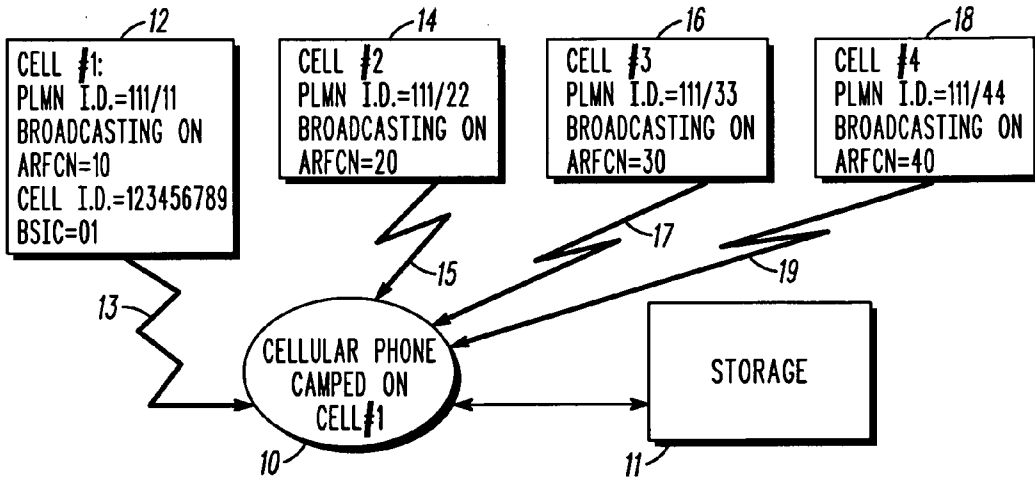 12
14
16
18
CELL #1:
PLMN I.D.=111/11
BROADCASTING ON
ARFCN=10
CELL I.D.=123456789
BSIC=01
CELL #2
PLMN I.D.=111/22
BROADCASTING ON
ARFCN=20
CELL #3
PLMN I.D.=111/33
BROADCASTING ON
ARFCN=30
CELL #4
PLMN I.D.=111/44
BROADCASTING ON
ARFCN=40
13
15
17
19
CELLULAR PHONE
CAMPED ON
CELL#1
STORAGE
10
11